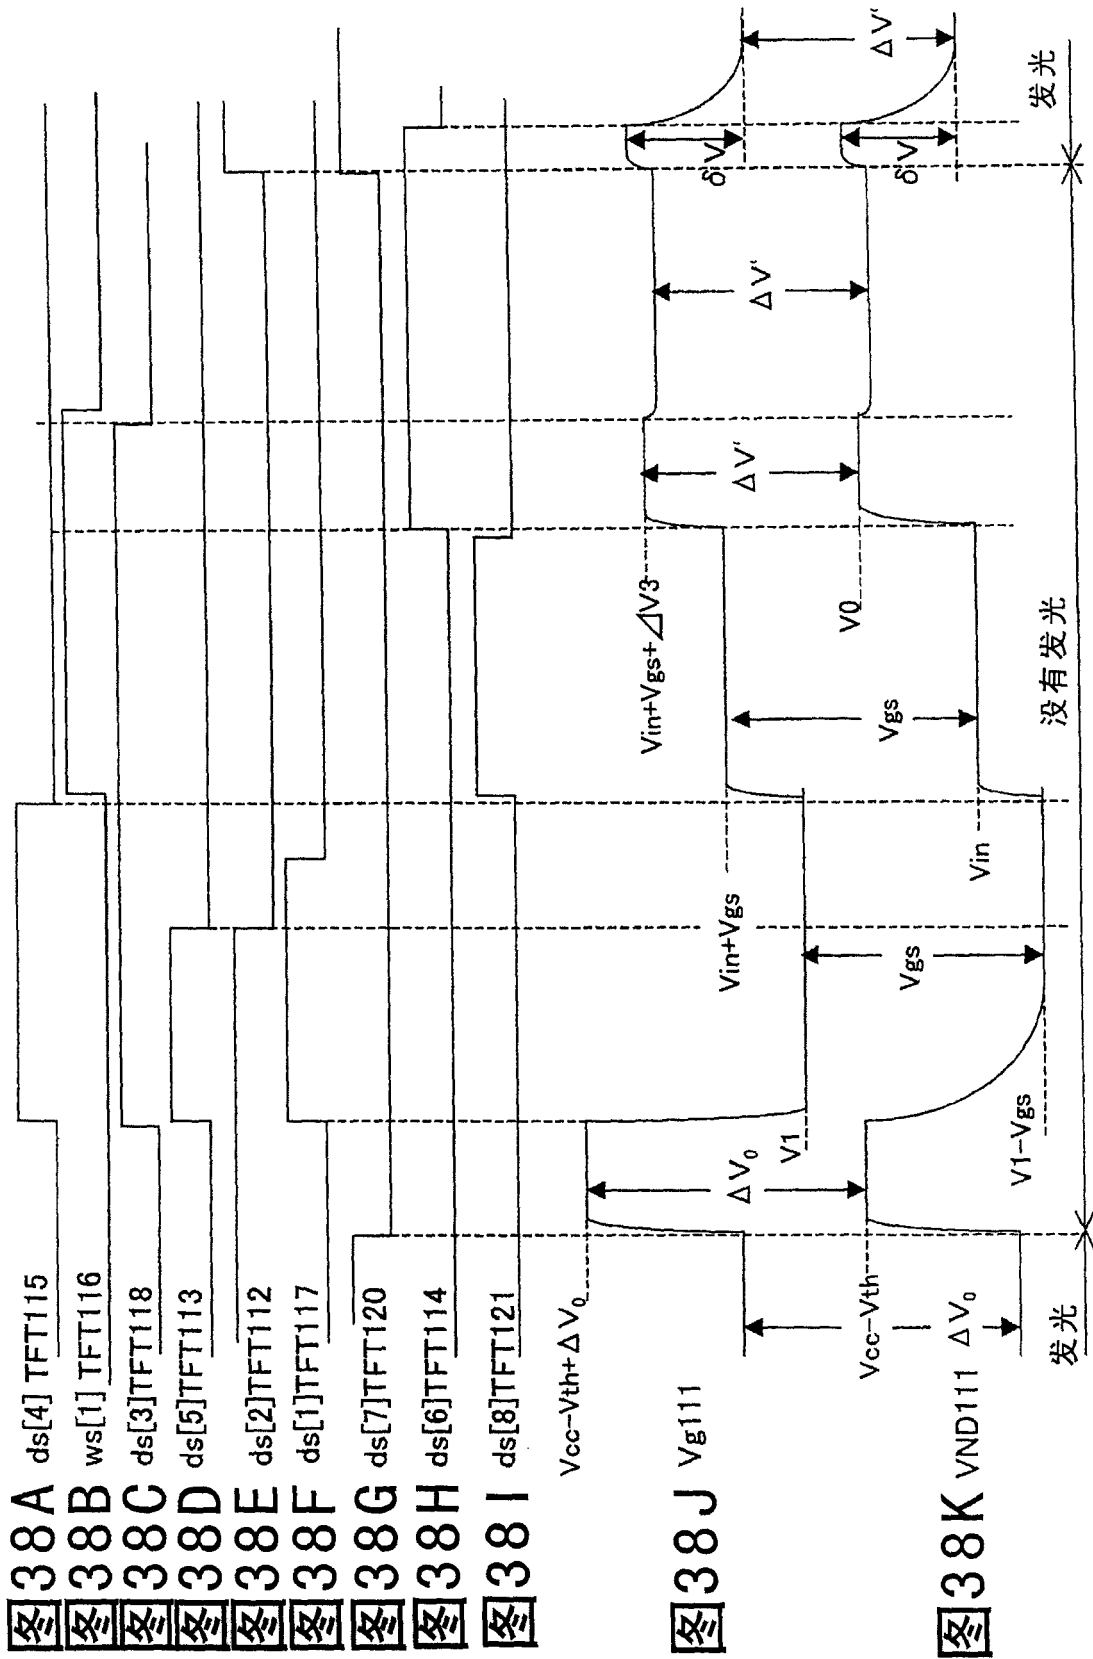 图38A ds[4] TFT115
图38B ws[1] TFT116
图38C ds[3]TFT118
图38D ds[5]TFT113
图38E ds[2]TFT112
图38F ds[1]TFT117
图38G ds[7]TFT120
图38H ds[6]TFT114
图38I ds[8]TFT121
Vcc-Vth+ΔV₀
图38J Vg111
V1
ΔV₀
Vin+Vgs
Vgs
Vin+Vgs+ΔV3
ΔV'
ΔV'
δV
ΔV'
图38K VND111
ΔV₀
Vcc-Vth
V1-Vgs
Vin
Vgs
V0
δV
发光
没有发光
发光